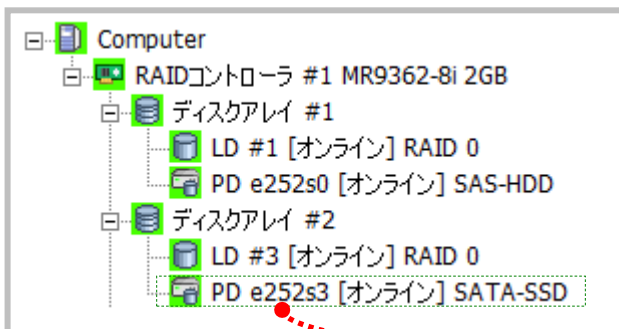 Computer
RAIDコントローラ #1 MR9362-8i 2GB
ディスクアレイ #1
LD #1 [オンライン] RAID 0
PD e252s0 [オンライン] SAS-HDD
ディスクアレイ #2
LD #3 [オンライン] RAID 0
PD e252s3 [オンライン] SATA-SSD